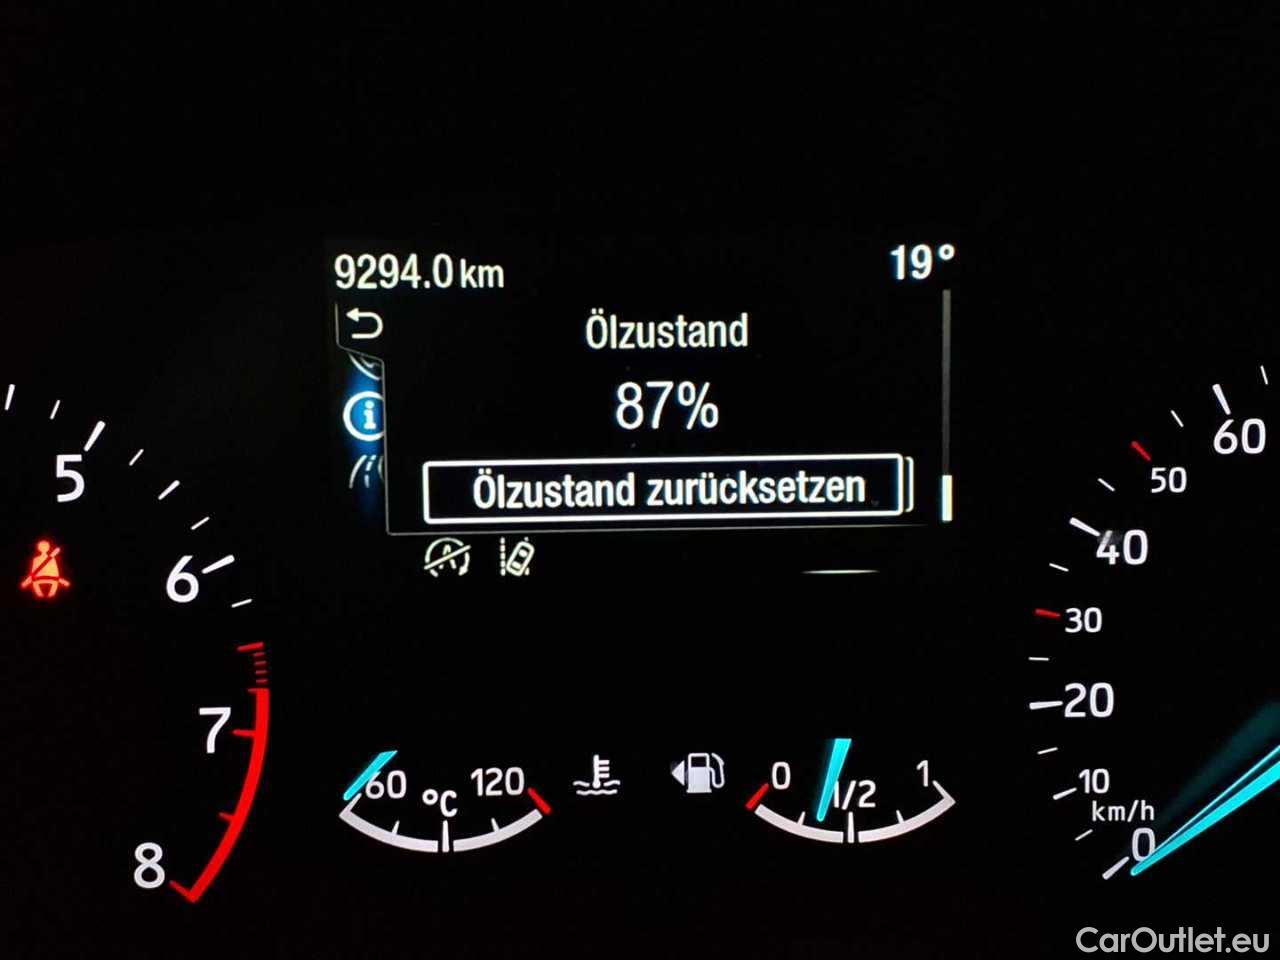 9294.0 km
19°
Ölzustand
87%
i
Ölzustand zurücksetzen
A
5
6
7
8
60
°C
120
0
1/2
1
60
50
40
30
20
10
km/h
0
CarOutlet.eu